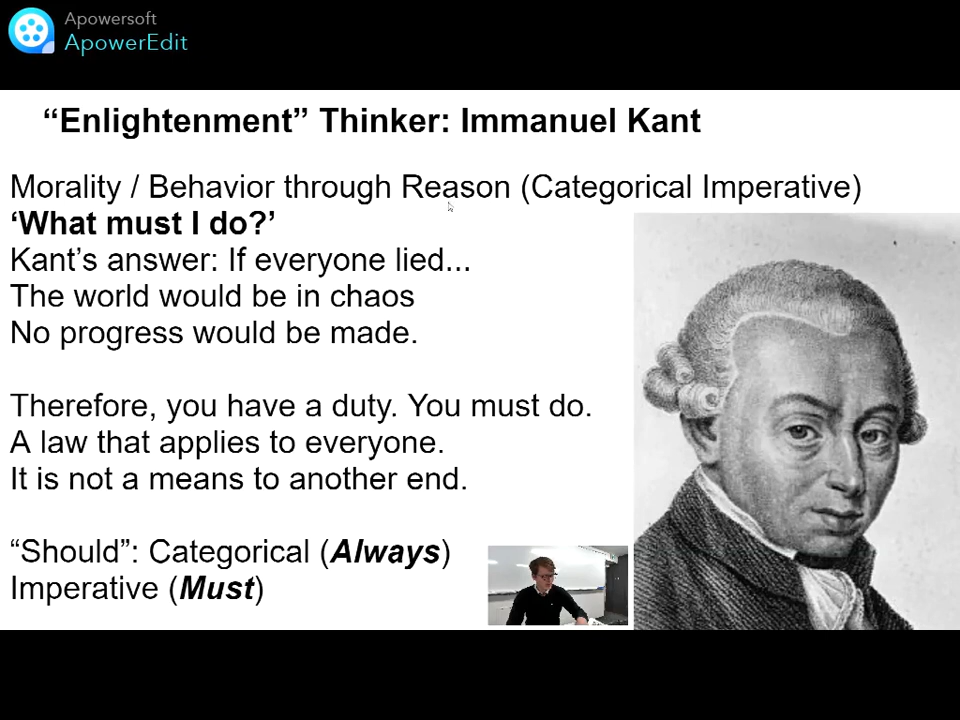 Apowersoft
ApowerEdit
“Enlightenment” Thinker: Immanuel Kant
Morality / Behavior through Reason (Categorical Imperative)
‘What must I do?’
Kant’s answer: If everyone lied...
The world would be in chaos
No progress would be made.
Therefore, you have a duty. You must do.
A law that applies to everyone.
It is not a means to another end.
“Should”: Categorical (Always)
Imperative (Must)